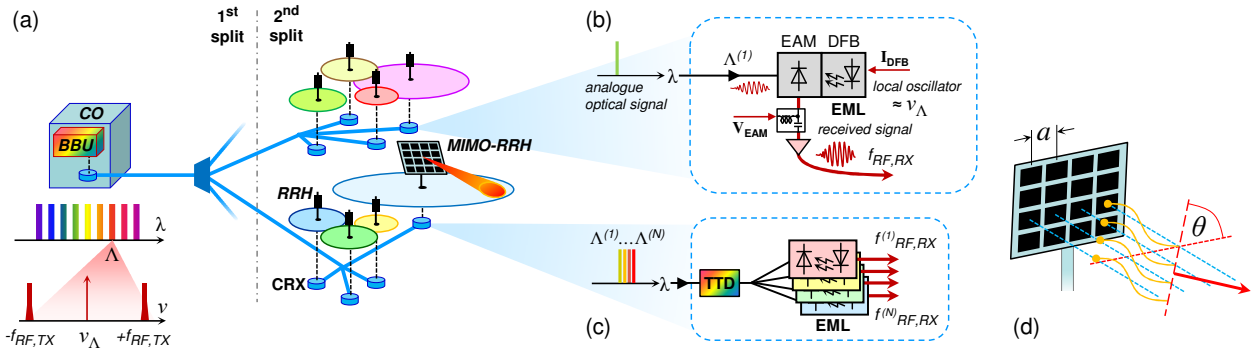 (a)
1st split
2nd split
CO
BBU
MIMO-RRH
RRH
CRX
λ
Λ
ν
-fRF,TX
νΛ
+fRF,TX
(b)
EAM DFB
Λ(1)
IDFB
λ
analogue
optical signal
EML
local oscillator
≈ νΛ
VEAM
received signal
fRF,RX
(c)
Λ(1)...Λ(N)
λ
TTD
f(1)RF,RX
f(N)RF,RX
EML
(d)
a
θ